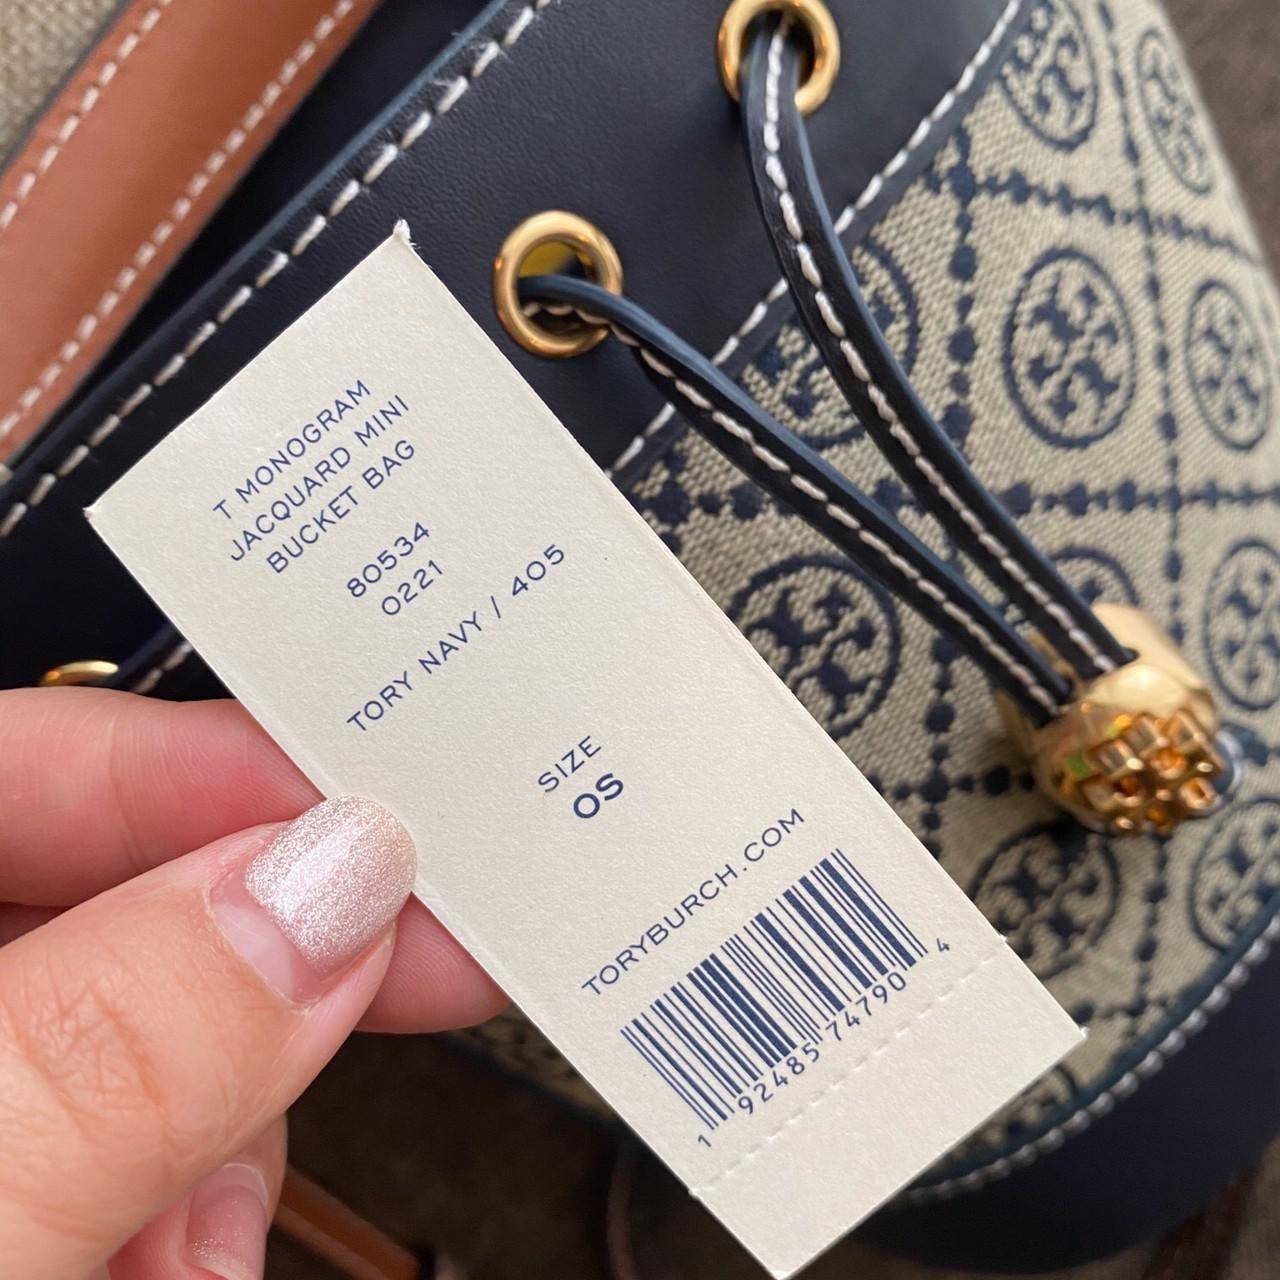 T MONOGRAM
JACQUARD MINI
BUCKET BAG
80534
0221
TORY NAVY / 405
SIZE
OS
TORYBURCH.COM
1 92485 74790 4